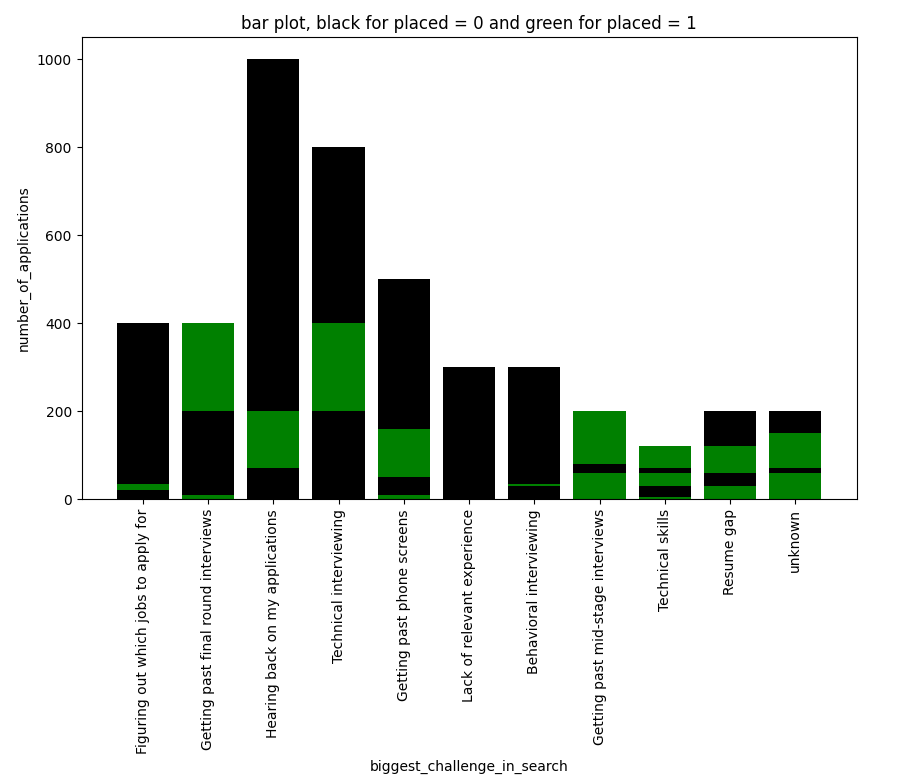 bar plot, black for placed = 0 and green for placed = 1
1000
800
600
400
200
0
number_of_applications
Figuring out which jobs to apply for
Getting past final round interviews
Hearing back on my applications
Technical interviewing
Getting past phone screens
Lack of relevant experience
Behavioral interviewing
Getting past mid-stage interviews
Technical skills
Resume gap
unknown
biggest_challenge_in_search